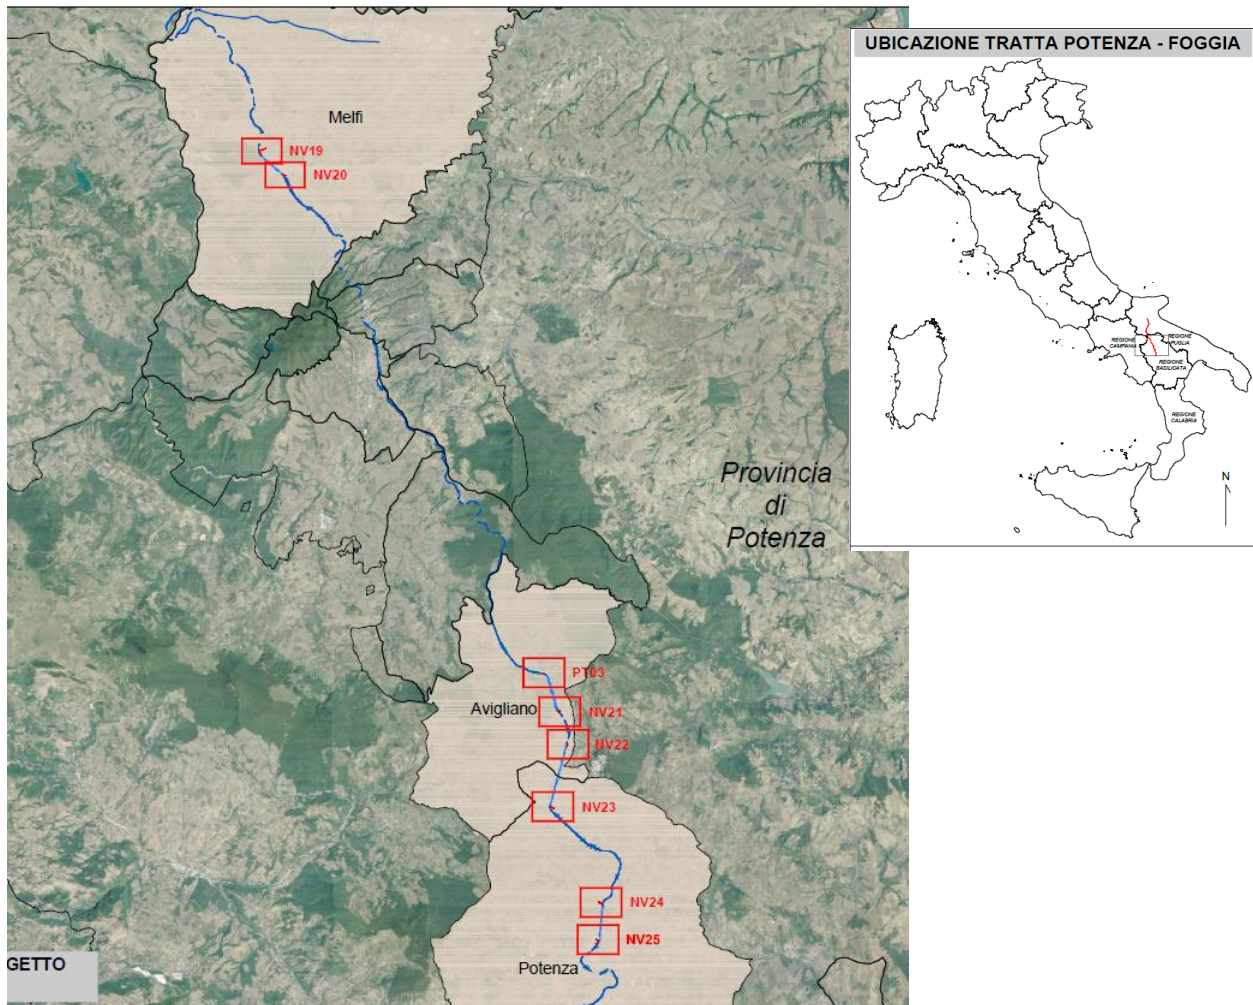 UBICAZIONE TRATTA POTENZA - FOGGIA
Melfi
NV19
NV20
REGIONE
CAMPANIA
REGIONE
PUGLIA
REGIONE
BASILICATA
REGIONE
CALABRIA
N
Provincia
di
Potenza
PT03
Avigliano
NV21
NV22
NV23
NV24
NV25
Potenza
GETTO